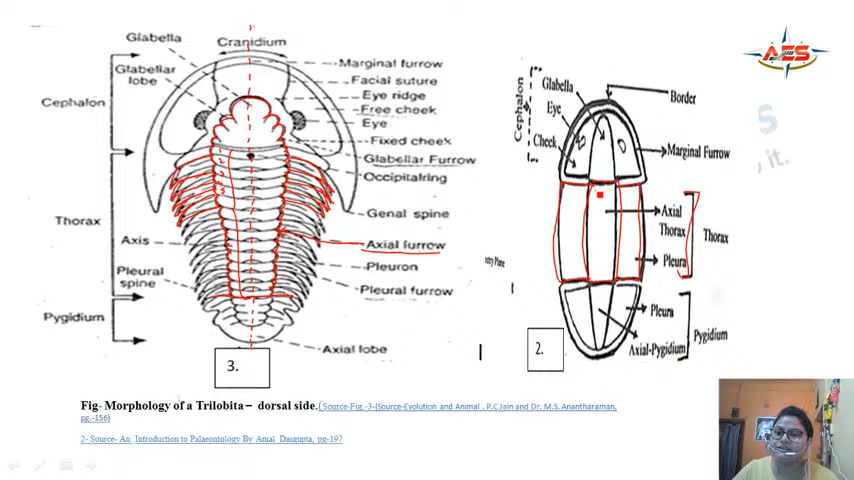 Glabella
Cranidium
Glabellar
lobe
Cephalon
Thorax
Axis
Pleural
spine
Pygidium
Marginal furrow
Facial suture
Eye ridge
Free cheek
Eye
Fixed cheek
Glabellar Furrow
Occipitalring
Genal spine
Axial furrow
Pleuron
Pleural furrow
Axial lobe
3.
Cephalon
Glabella
Eye
Cheek
Border
Marginal Furrow
Axial
Thorax
Thorax
Pleura
Pleura
Axial-Pygidium
Pygidium
etry Plane
2.
AES
S
it.
Fig- Morphology of a Trilobita – dorsal side.(Source-Fig.-3-(Source-Evolution and Animal . P.C Jain and Dr. M.S. Anantharaman,
pg.-156)
2- Source- An Introduction to Palaeontology By Amal Dasgupta, pg-197